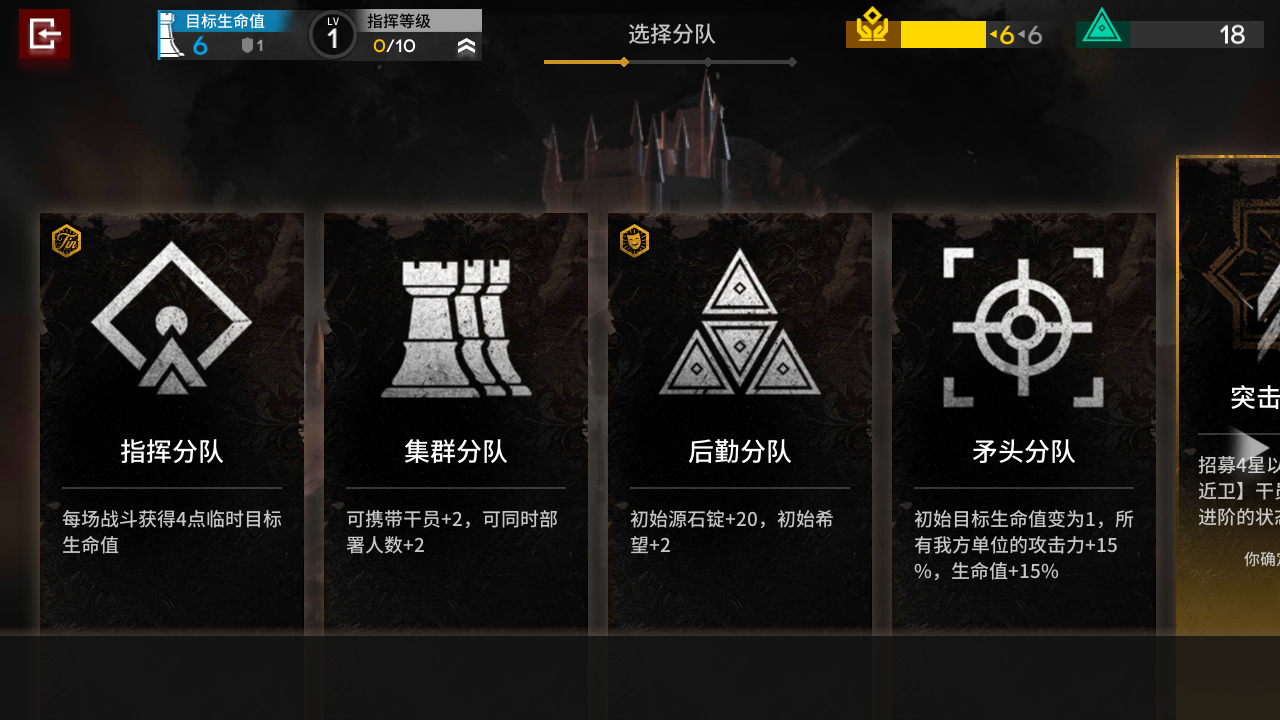 目标生命值
6
1
LV
1
指挥等级
0/10
选择分队
6
6
18
Tin
指挥分队
每场战斗获得4点临时目标
生命值
集群分队
可携带干员+2，可同时部
署人数+2
后勤分队
初始源石锭+20，初始希
望+2
矛头分队
初始目标生命值变为1，所
有我方单位的攻击力+15
%，生命值+15%
突击
招募4星以
近卫】干员
进阶的状态
你确定